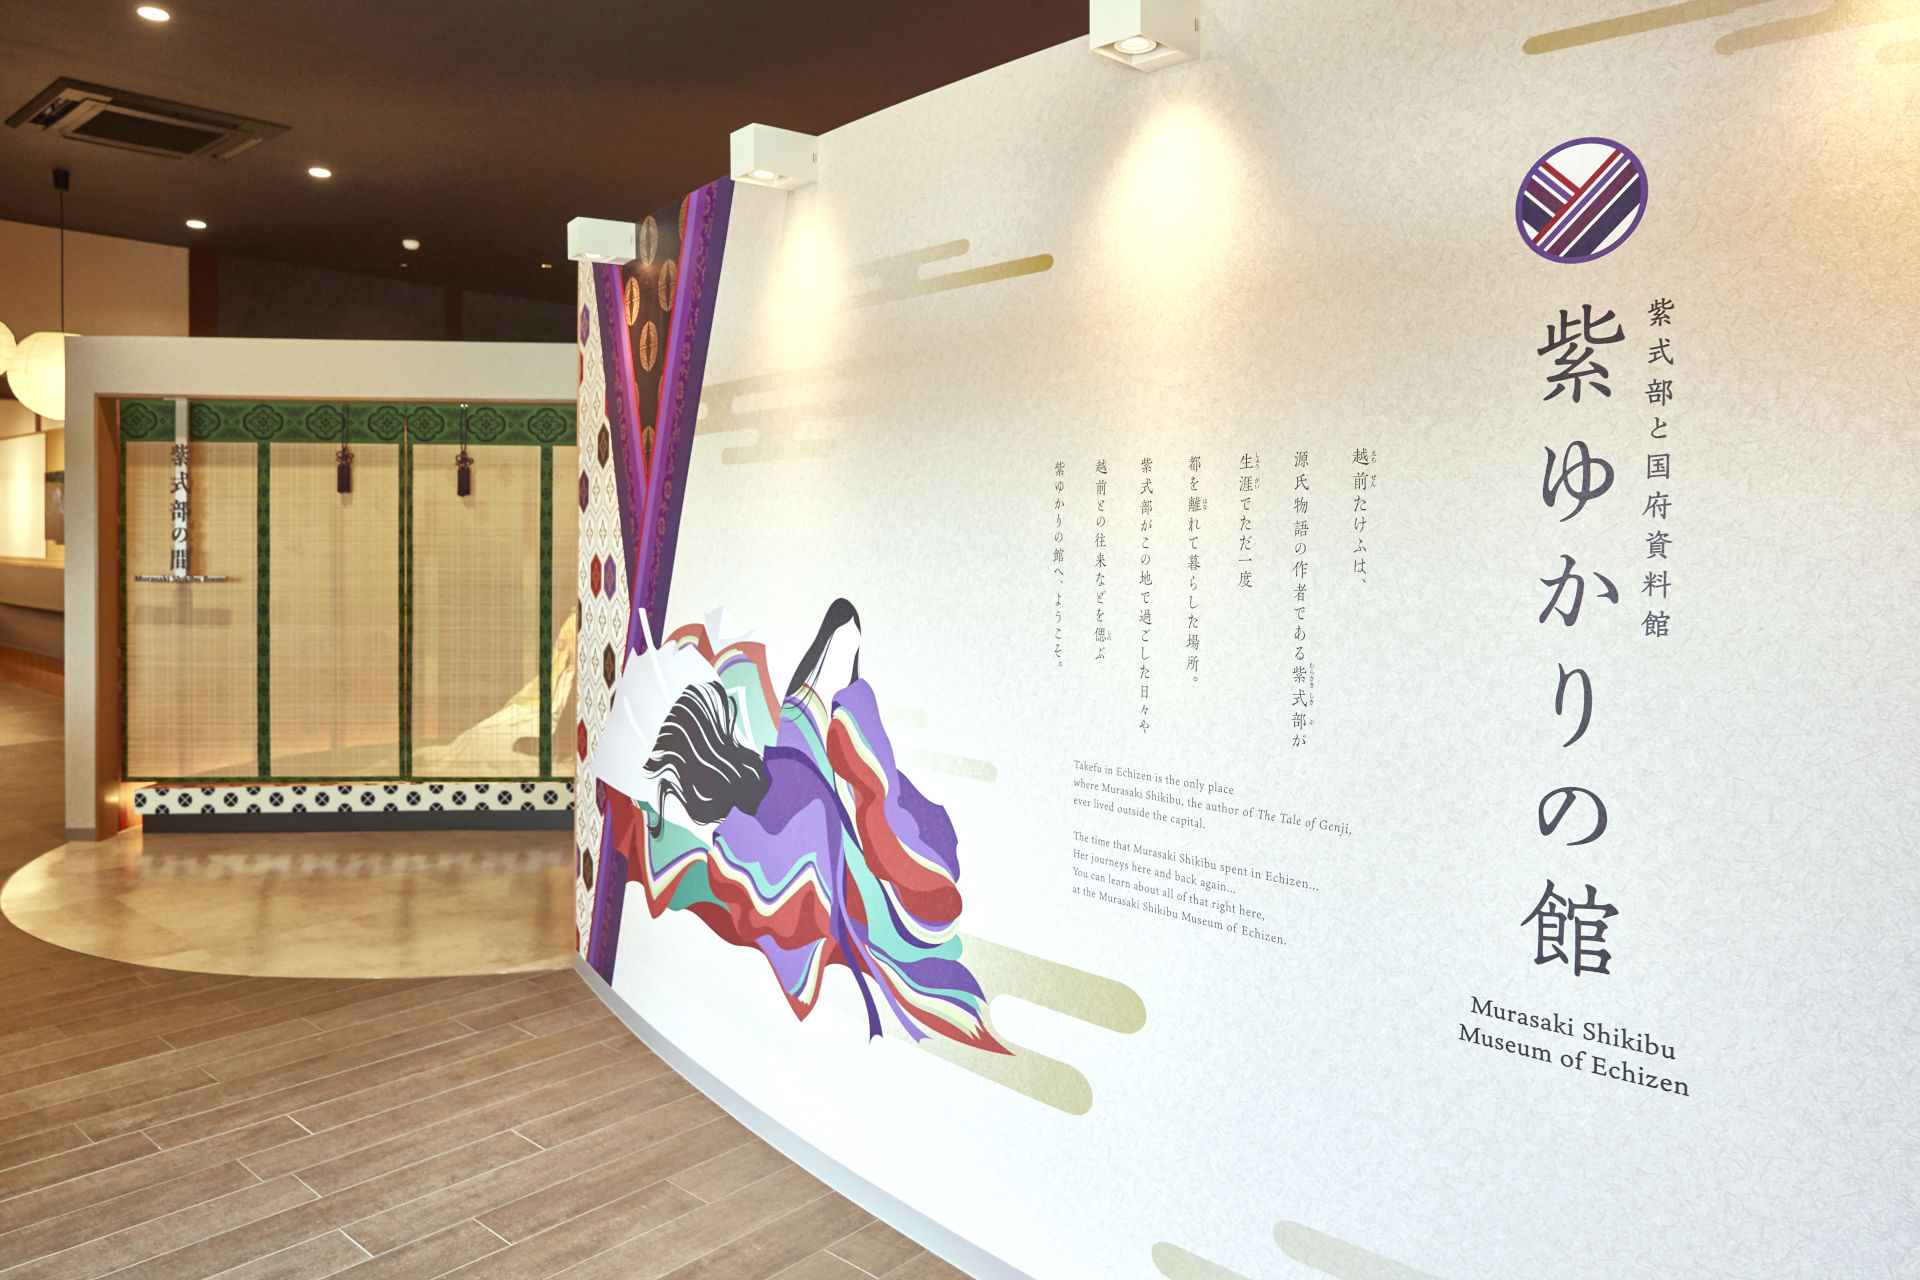 紫式部と国府資料館
紫ゆかりの館
Murasaki Shikibu
Museum of Echizen
越前たけふは、
源氏物語の作者である紫式部が
生涯でただ一度
都を離れて暮らした場所。
紫式部がこの地で過ごした日々や
越前との往来などを偲ぶ
紫ゆかりの館へ、ようこそ。
Takefu in Echizen is the only place
where Murasaki Shikibu, the author of The Tale of Genji,
ever lived outside the capital.
The time that Murasaki Shikibu spent in Echizen...
Her journeys here and back again...
You can learn about all of that right here,
at the Murasaki Shikibu Museum of Echizen.
紫式部の間
Murasaki Shikibu Room